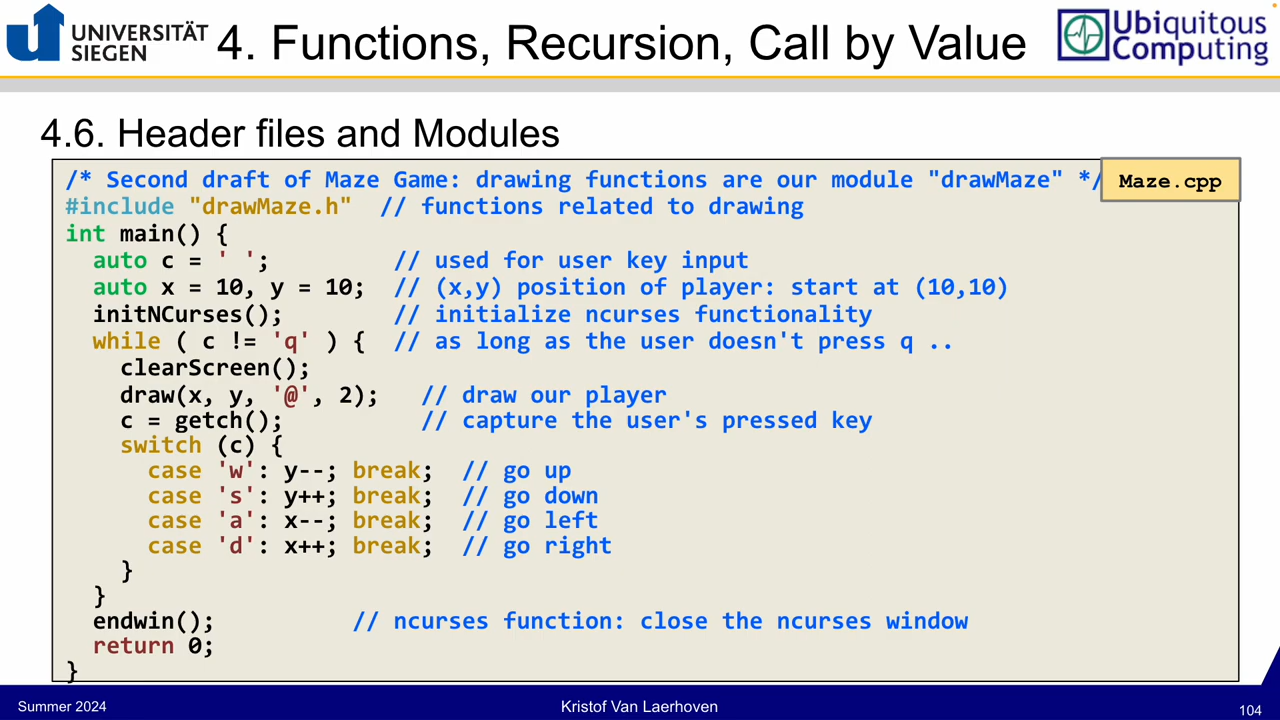 UNIVERSITÄT
SIEGEN
4. Functions, Recursion, Call by Value
Ubiquitous
Computing
4.6. Header files and Modules
Maze.cpp
/* Second draft of Maze Game: drawing functions are our module "drawMaze" */
#include "drawMaze.h"  // functions related to drawing
int main() {
  auto c = ' ';         // used for user key input
  auto x = 10, y = 10;  // (x,y) position of player: start at (10,10)
  initNCurses();        // initialize ncurses functionality
  while ( c != 'q' ) {  // as long as the user doesn't press q ..
    clearScreen();
    draw(x, y, '@', 2);   // draw our player
    c = getch();          // capture the user's pressed key
    switch (c) {
      case 'w': y--; break;  // go up
      case 's': y++; break;  // go down
      case 'a': x--; break;  // go left
      case 'd': x++; break;  // go right
    }
  }
  endwin();          // ncurses function: close the ncurses window
  return 0;
}
Summer 2024
Kristof Van Laerhoven
104